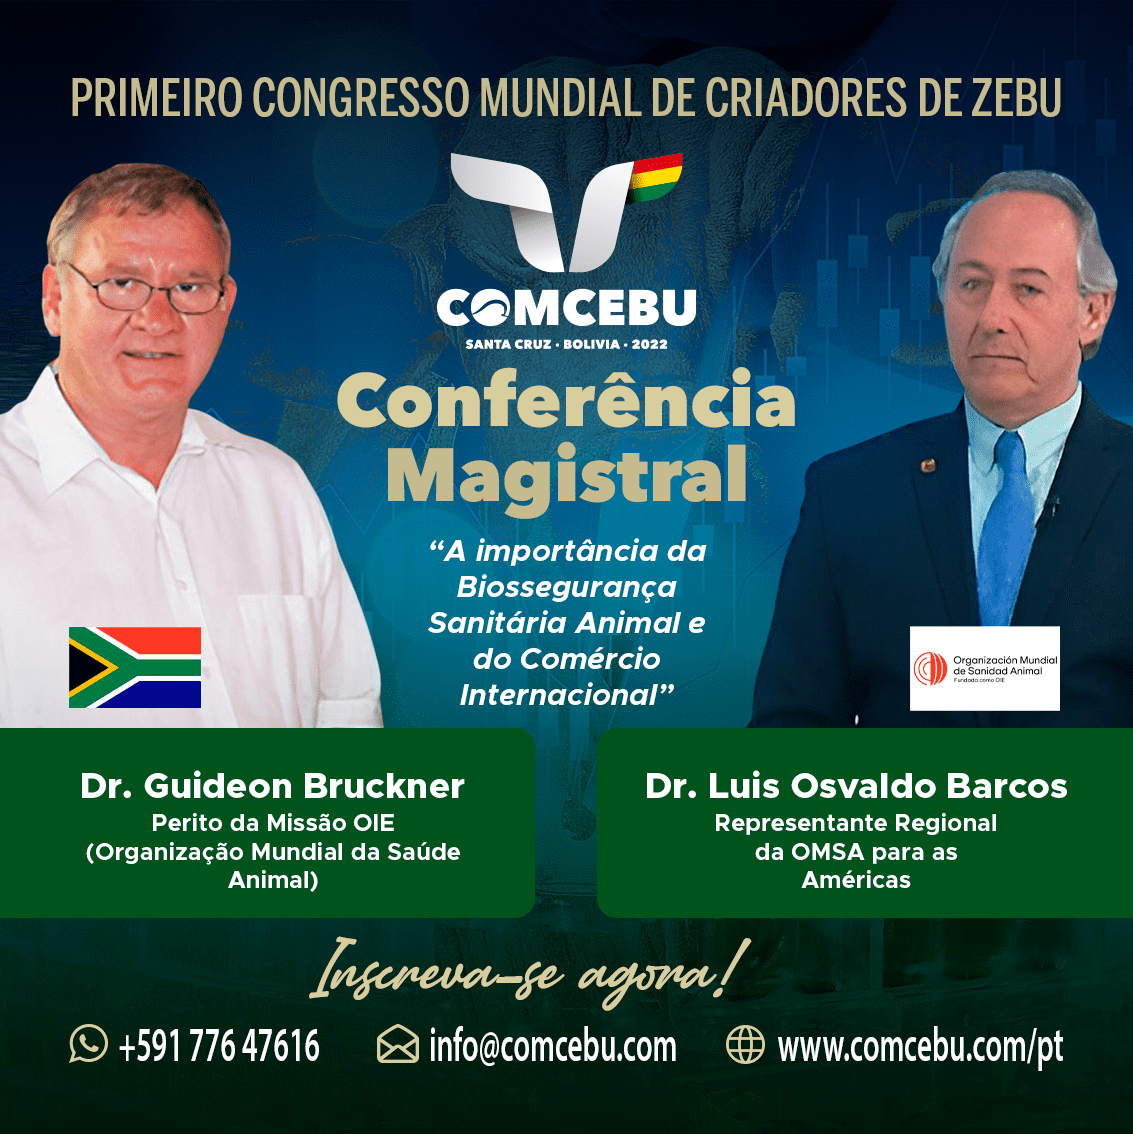 PRIMEIRO CONGRESSO MUNDIAL DE CRIADORES DE ZEBU
COMCEBU
SANTA CRUZ · BOLIVIA · 2022
Conferência
Magistral
“A importância da
Biossegurança
Sanitária Animal e
do Comércio
Internacional”
Organización Mundial
de Sanidad Animal
Fundada como OIE
Dr. Guideon Bruckner
Perito da Missão OIE
(Organização Mundial da Saúde
Animal)
Dr. Luis Osvaldo Barcos
Representante Regional
da OMSA para as
Américas
Inscreva-se agora!
+591 776 47616
info@comcebu.com
www.comcebu.com/pt